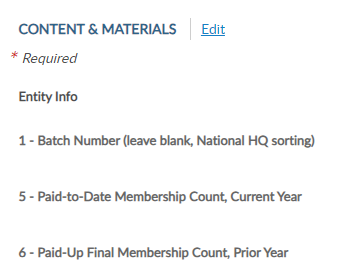 CONTENT & MATERIALS Edit
* Required
Entity Info
1 - Batch Number (leave blank, National HQ sorting)
5 - Paid-to-Date Membership Count, Current Year
6 - Paid-Up Final Membership Count, Prior Year